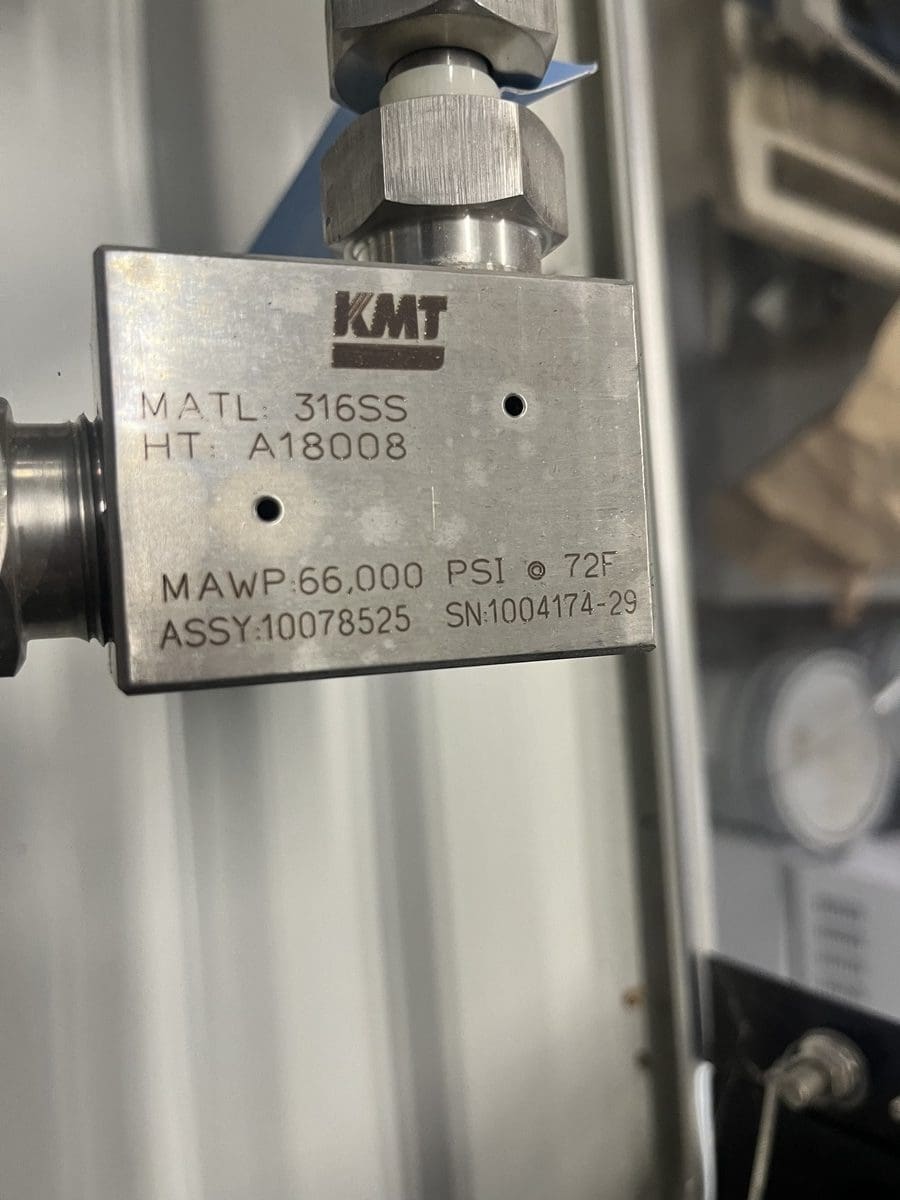 KMT
MATL: 316SS
HT: A18008
MAWP:66,000 PSI @ 72F
ASSY:10078525 SN:1004174-29